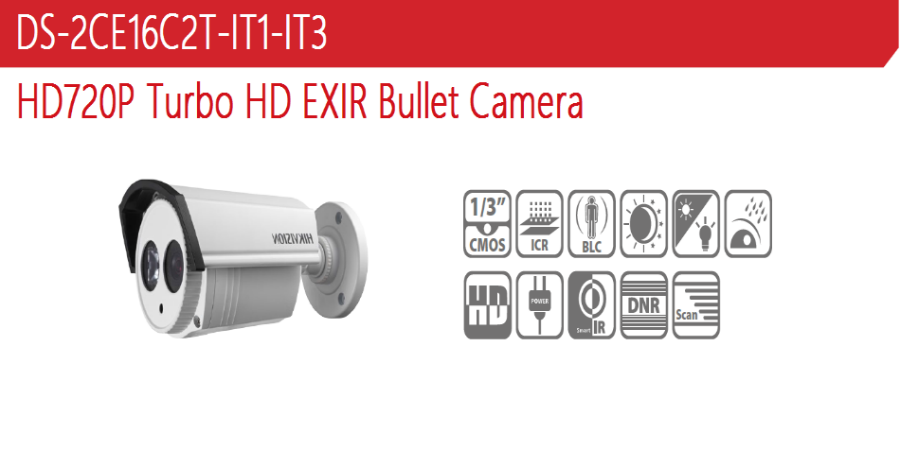 DS-2CE16C2T-IT1-IT3
HD720P Turbo HD EXIR Bullet Camera
HIKVISION
1/3”
CMOS
ICR
BLC
HD
POWER
Smart IR
DNR
Scan